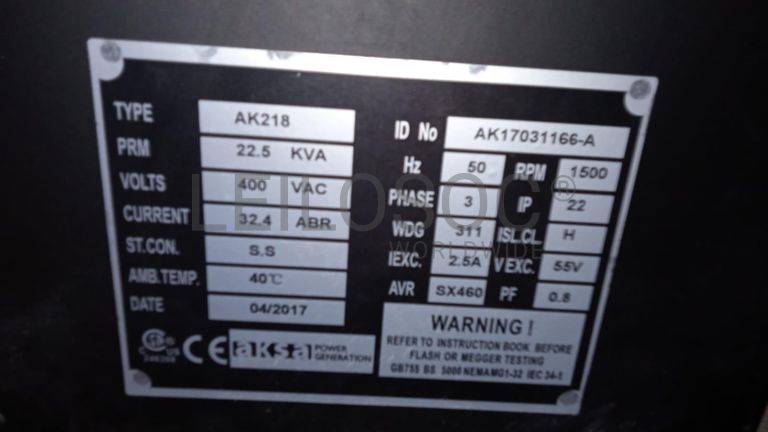 TYPE AK218
PRM 22.5 KVA
VOLTS 400 VAC
CURRENT 32.4 ABR
ST.CON. S.S
AMB.TEMP. 40℃
DATE 04/2017
ID No AK17031166-A
Hz 50 RPM 1500
PHASE 3 IP 22
WDG 311 ISL.CL H
IEXC. 2.5A V EXC. 55V
AVR SX460 PF 0.8
LEILOSOC®
WORLDWIDE
C US
CE aksa POWER
GENERATION
WARNING !
REFER TO INSTRUCTION BOOK BEFORE
FLASH OR MEGGER TESTING
GB755 BS 5000 NEMAMG1-32 IEC 34-1